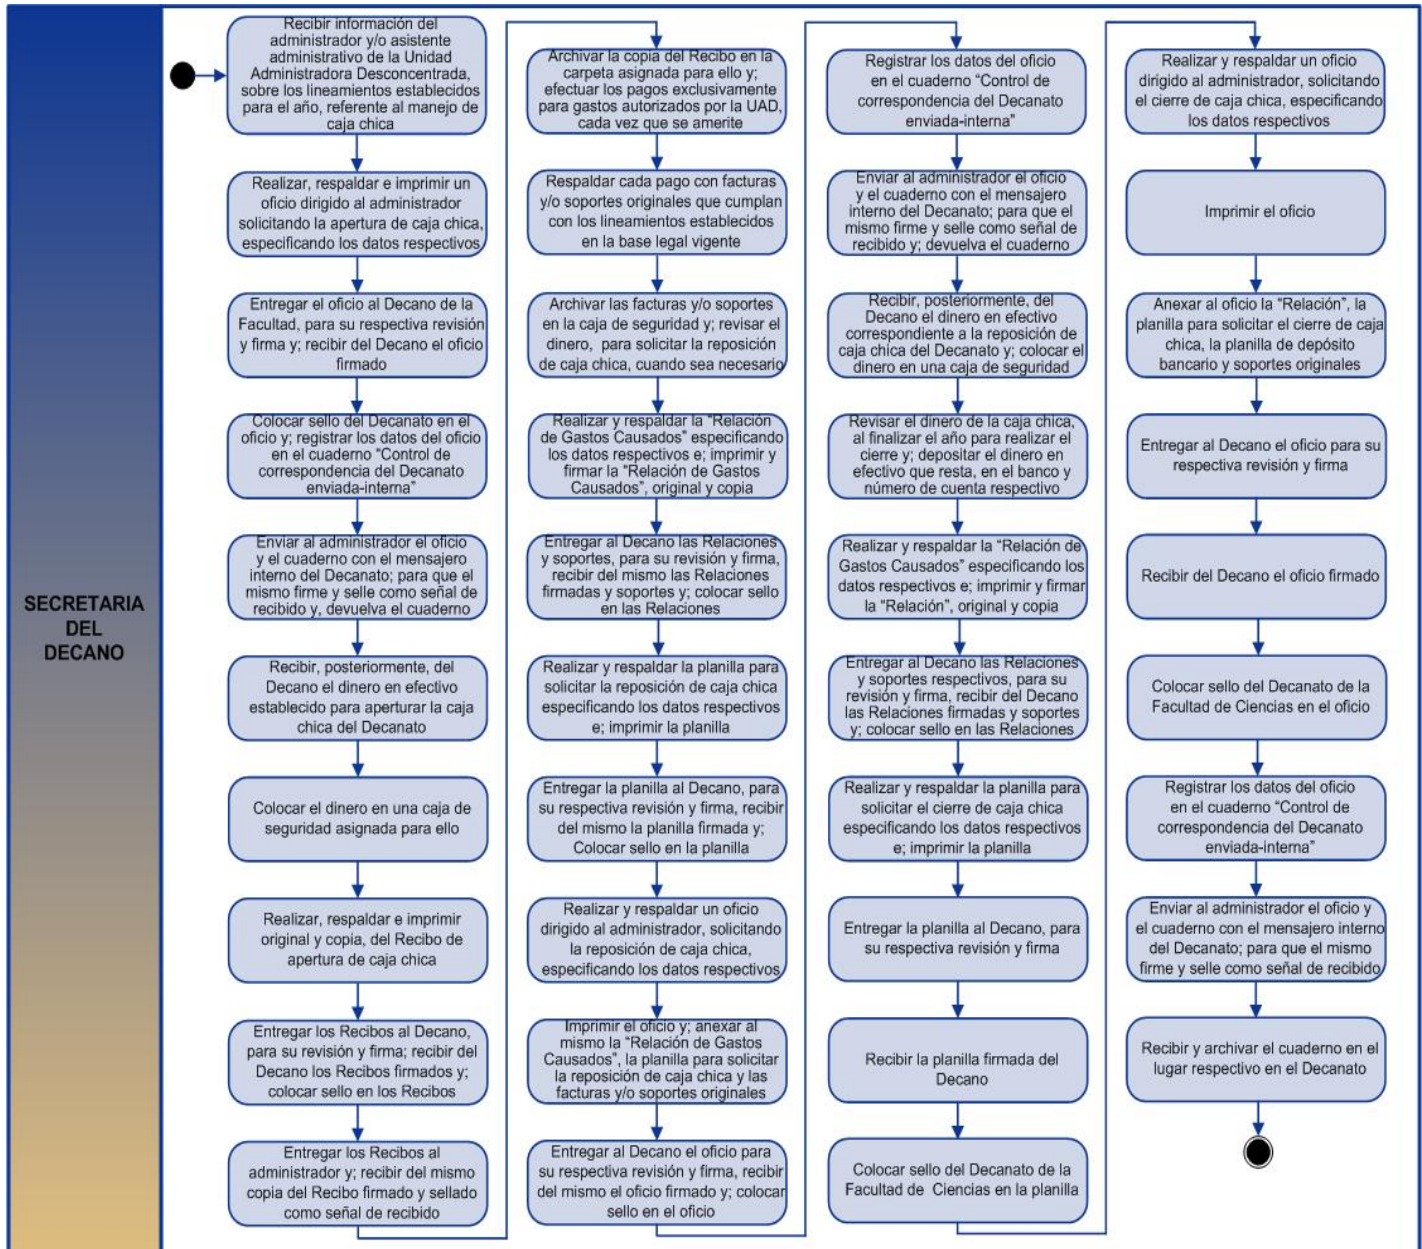 SECRETARIA
DEL
DECANO
Recibir información del
administrador y/o asistente
administrativo de la Unidad
Administradora Desconcentrada,
sobre los lineamientos establecidos
para el año, referente al manejo de
caja chica
Realizar, respaldar e imprimir un
oficio dirigido al administrador
solicitando la apertura de caja chica,
especificando los datos respectivos
Entregar el oficio al Decano de la
Facultad, para su respectiva revisión
y firma y; recibir del Decano el oficio
firmado
Colocar sello del Decanato en el
oficio y; registrar los datos del oficio
en el cuaderno “Control de
correspondencia del Decanato
enviada-interna”
Enviar al administrador el oficio
y el cuaderno con el mensajero
interno del Decanato; para que el
mismo firme y selle como señal de
recibido y, devuelva el cuaderno
Recibir, posteriormente, del
Decano el dinero en efectivo
establecido para aperturar la caja
chica del Decanato
Colocar el dinero en una caja de
seguridad asignada para ello
Realizar, respaldar e imprimir
original y copia, del Recibo de
apertura de caja chica
Entregar los Recibos al Decano,
para su revisión y firma; recibir del
Decano los Recibos firmados y;
colocar sello en los Recibos
Entregar los Recibos al
administrador y; recibir del mismo
copia del Recibo firmado y sellado
como señal de recibido
Archivar la copia del Recibo en la
carpeta asignada para ello y;
efectuar los pagos exclusivamente
para gastos autorizados por la UAD,
cada vez que se amerite
Respaldar cada pago con facturas
y/o soportes originales que cumplan
con los lineamientos establecidos
en la base legal vigente
Archivar las facturas y/o soportes
en la caja de seguridad y; revisar el
dinero, para solicitar la reposición
de caja chica, cuando sea necesario
Realizar y respaldar la “Relación
de Gastos Causados” especificando
los datos respectivos e; imprimir y
firmar la “Relación de Gastos
Causados”, original y copia
Entregar al Decano las Relaciones
y soportes, para su revisión y firma,
recibir del mismo las Relaciones
firmadas y soportes y; colocar sello
en las Relaciones
Realizar y respaldar la planilla para
solicitar la reposición de caja chica
especificando los datos respectivos
e; imprimir la planilla
Entregar la planilla al Decano, para
su respectiva revisión y firma, recibir
del mismo la planilla firmada y;
Colocar sello en la planilla
Realizar y respaldar un oficio
dirigido al administrador, solicitando
la reposición de caja chica,
especificando los datos respectivos
Imprimir el oficio y; anexar al
mismo la “Relación de Gastos
Causados”, la planilla para solicitar
la reposición de caja chica y las
facturas y/o soportes originales
Entregar al Decano el oficio para
su respectiva revisión y firma, recibir
del mismo el oficio firmado y; colocar
sello en el oficio
Registrar los datos del oficio
en el cuaderno “Control de
correspondencia del Decanato
enviada-interna”
Enviar al administrador el oficio
y el cuaderno con el mensajero
interno del Decanato; para que el
mismo firme y selle como señal de
recibido y; devuelva el cuaderno
Recibir, posteriormente, del
Decano el dinero en efectivo
correspondiente a la reposición de
caja chica del Decanato y; colocar el
dinero en una caja de seguridad
Revisar el dinero de la caja chica,
al finalizar el año para realizar el
cierre y; depositar el dinero en
efectivo que resta, en el banco y
número de cuenta respectivo
Realizar y respaldar la “Relación de
Gastos Causados” especificando los
datos respectivos e; imprimir y firmar
la “Relación”, original y copia
Entregar al Decano las Relaciones
y soportes respectivos, para su
revisión y firma, recibir del Decano
las Relaciones firmadas y soportes
y; colocar sello en las Relaciones
Realizar y respaldar la planilla para
solicitar el cierre de caja chica
especificando los datos respectivos
e; imprimir la planilla
Entregar la planilla al Decano, para
su respectiva revisión y firma
Recibir la planilla firmada del
Decano
Colocar sello del Decanato de la
Facultad de Ciencias en la planilla
Realizar y respaldar un oficio
dirigido al administrador, solicitando
el cierre de caja chica, especificando
los datos respectivos
Imprimir el oficio
Anexar al oficio la “Relación”, la
planilla para solicitar el cierre de caja
chica, la planilla de depósito
bancario y soportes originales
Entregar al Decano el oficio para su
respectiva revisión y firma
Recibir del Decano el oficio firmado
Colocar sello del Decanato de la
Facultad de Ciencias en el oficio
Registrar los datos del oficio
en el cuaderno “Control de
correspondencia del Decanato
enviada-interna”
Enviar al administrador el oficio y
el cuaderno con el mensajero interno
del Decanato; para que el mismo
firme y selle como señal de recibido
Recibir y archivar el cuaderno en el
lugar respectivo en el Decanato